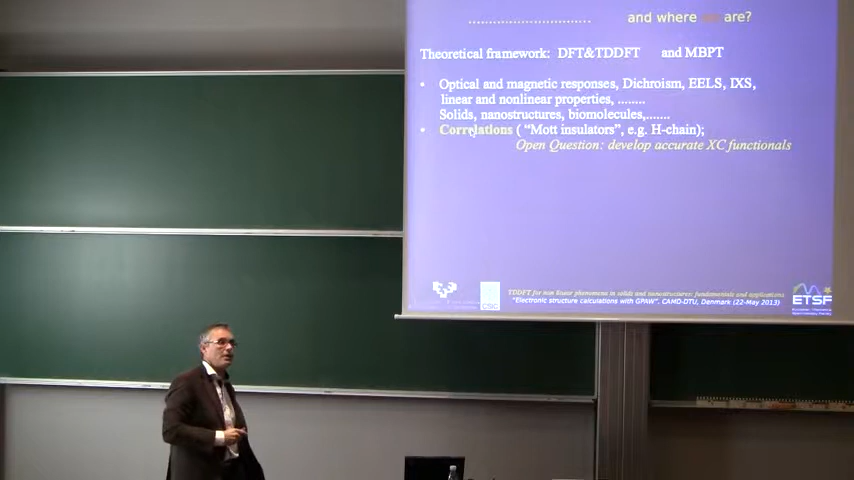 ............................... and where are?
Theoretical framework: DFT&TDDFT and MBPT
• Optical and magnetic responses, Dichroism, EELS, IXS,
linear and nonlinear properties, ........
Solids, nanostructures, biomolecules,.......
• Correlations ( “Mott insulators”, e.g. H-chain);
Open Question: develop accurate XC functionals
TDDFT for non linear phenomena in solids and nanostructures: fundamentals and applications
"Electronic structure calculations with GPAW". CAMD-DTU, Denmark (22-May 2013)
CSIC
ETSF